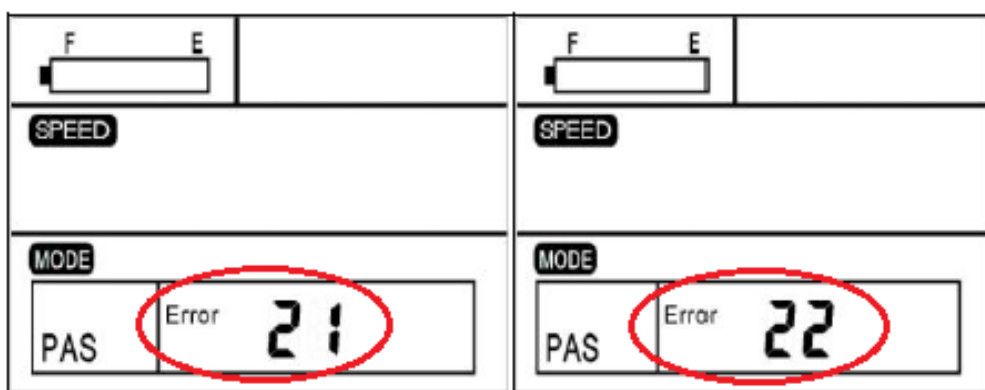 F E
SPEED
MODE
PAS Error 21
F E
SPEED
MODE
PAS Error 22